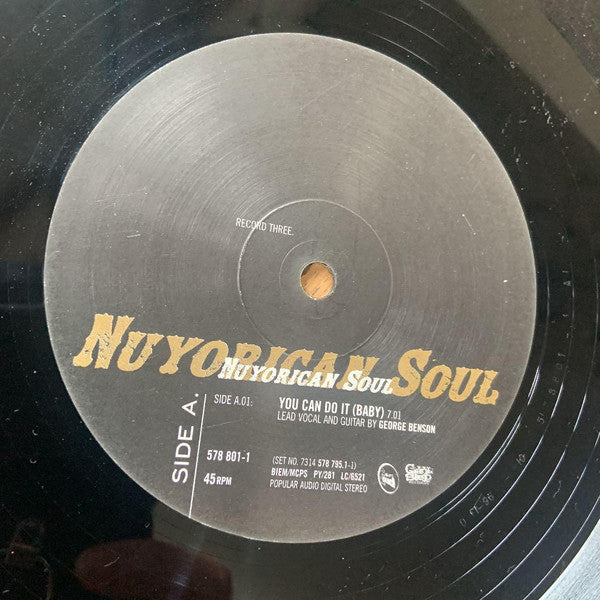 RECORD THREE.
NUYORICAN SOUL
NUYORICAN SOUL
SIDE A.
SIDE A.01: YOU CAN DO IT (BABY) 7.01
LEAD VOCAL AND GUITAR BY GEORGE BENSON
578 801-1 (SET NO. 7314 578 795.1-1)
BIEM/MCPS PY/281 LC/6521
45 RPM POPULAR AUDIO DIGITAL STEREO